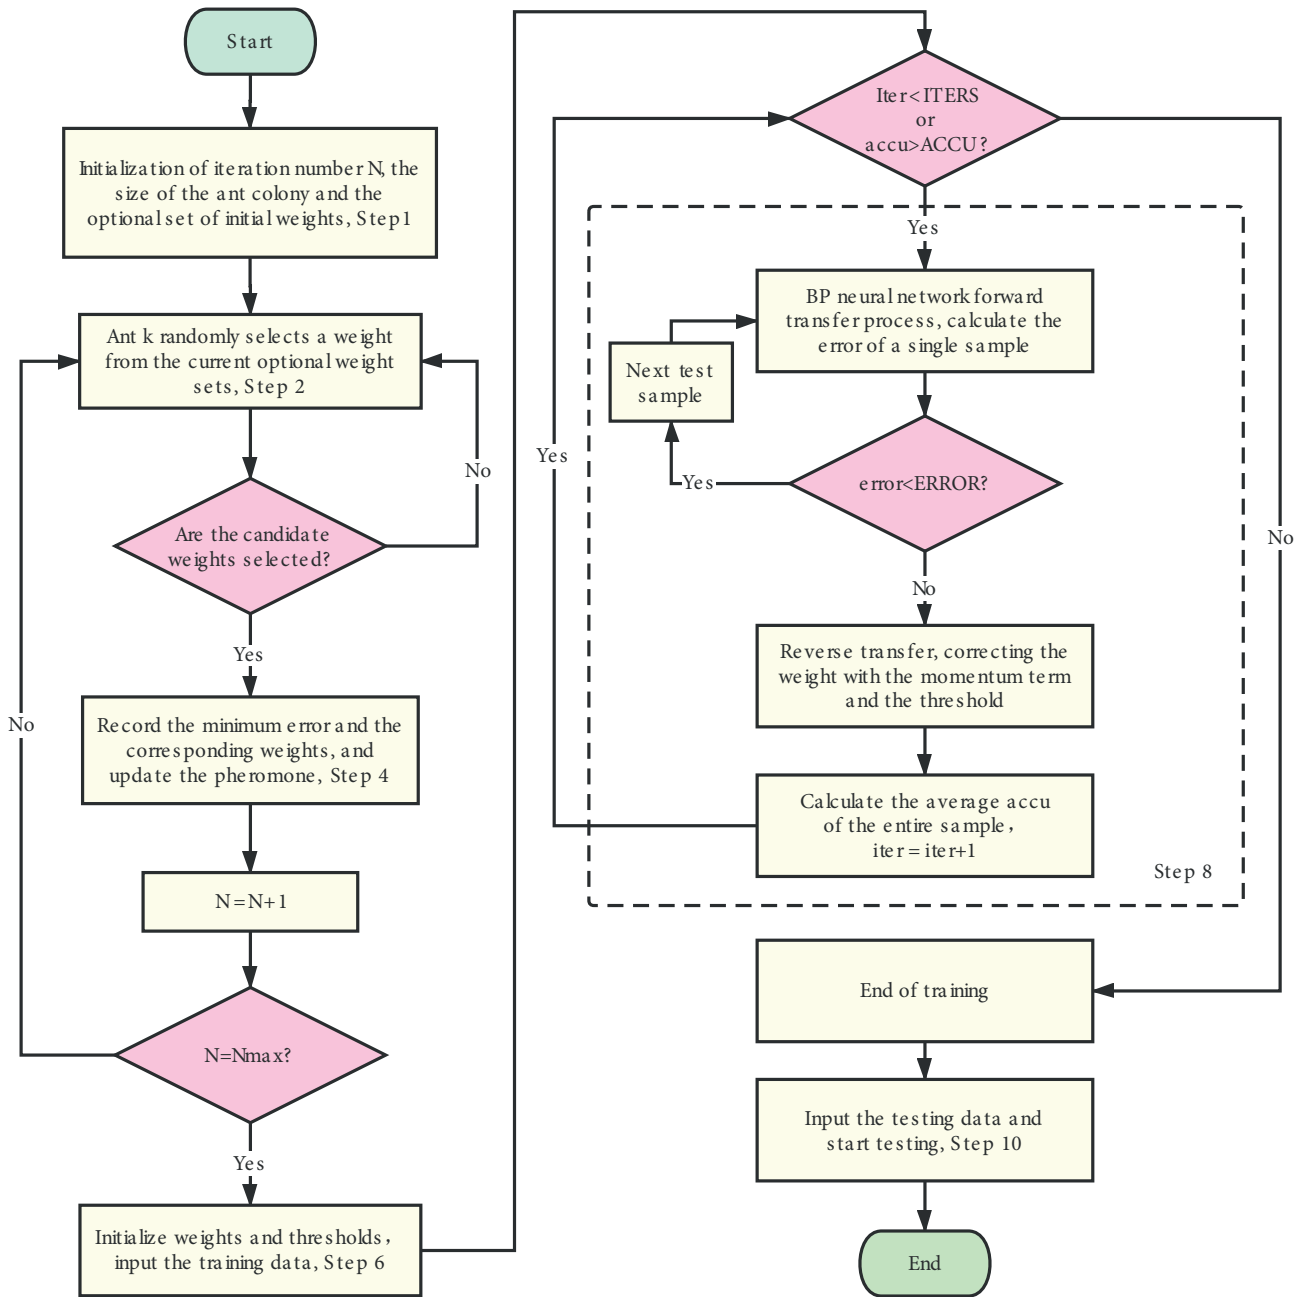 Start
Initialization of iteration number N, the
size of the ant colony and the
optional set of initial weights, Step1
Ant k randomly selects a weight
from the current optional weight
sets, Step 2
No
Are the candidate
weights selected?
Yes
Record the minimum error and the
corresponding weights, and
update the pheromone, Step 4
No
N=N+1
N=Nmax?
Yes
Initialize weights and thresholds,
input the training data, Step 6
Iter<ITERS
or
accu>ACCU?
Yes
BP neural network forward
transfer process, calculate the
error of a single sample
Next test
sample
Yes
Yes
error<ERROR?
No
No
Reverse transfer, correcting the
weight with the momentum term
and the threshold
Calculate the average accu
of the entire sample,
iter=iter+1
Step 8
End of training
Input the testing data and
start testing, Step 10
End